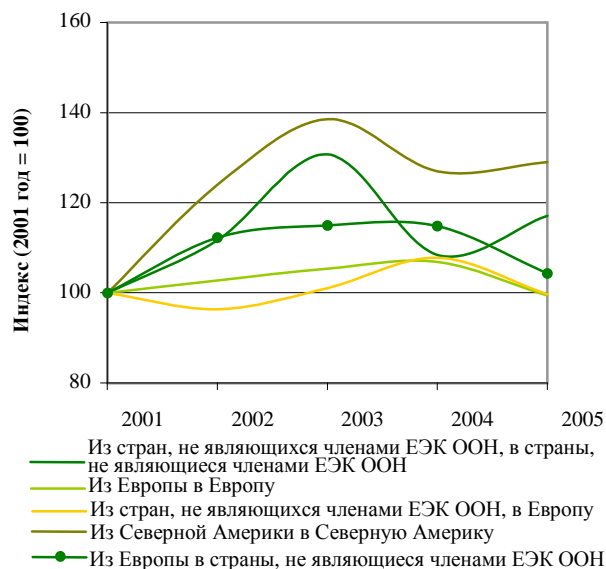 160
140
120
100
80
Индекс (2001 год = 100)
2001 2002 2003 2004 2005
Из стран, не являющихся членами ЕЭК ООН, в страны,
не являющиеся членами ЕЭК ООН
Из Европы в Европу
Из стран, не являющихся членами ЕЭК ООН, в Европу
Из Северной Америки в Северную Америку
Из Европы в страны, не являющиеся членами ЕЭК ООН